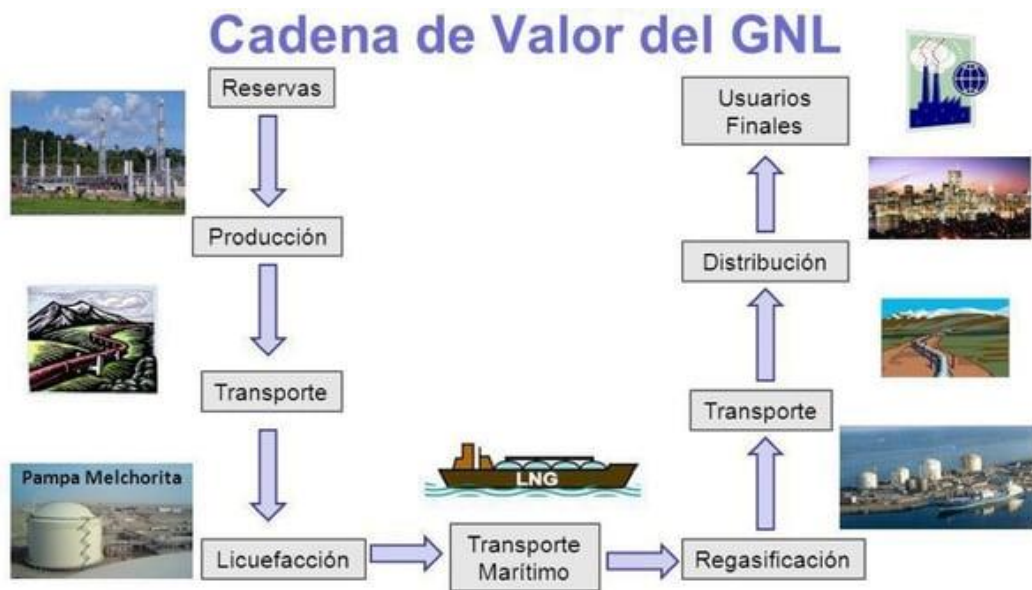 Cadena de Valor del GNL
Reservas
Producción
Transporte
Pampa Melchorita
Licuefacción
LNG
Transporte
Marítimo
Regasificación
Transporte
Distribución
Usuarios
Finales